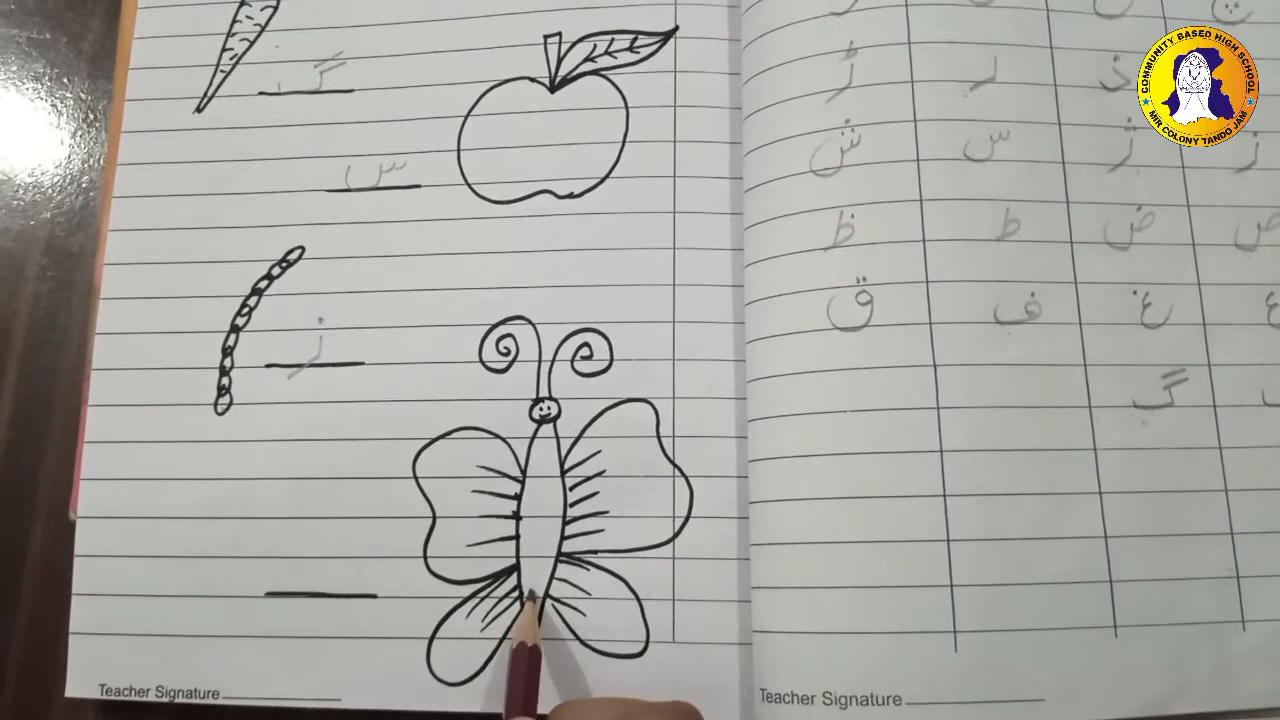 COMMUNITY BASED HIGH SCHOOL
MIR COLONY TANDO JAM
گ
س
ز
Teacher Signature
خ ر ڑ
ز ژ س ش
ص ض ط ظ
ع غ ف ق
گ
Teacher Signature